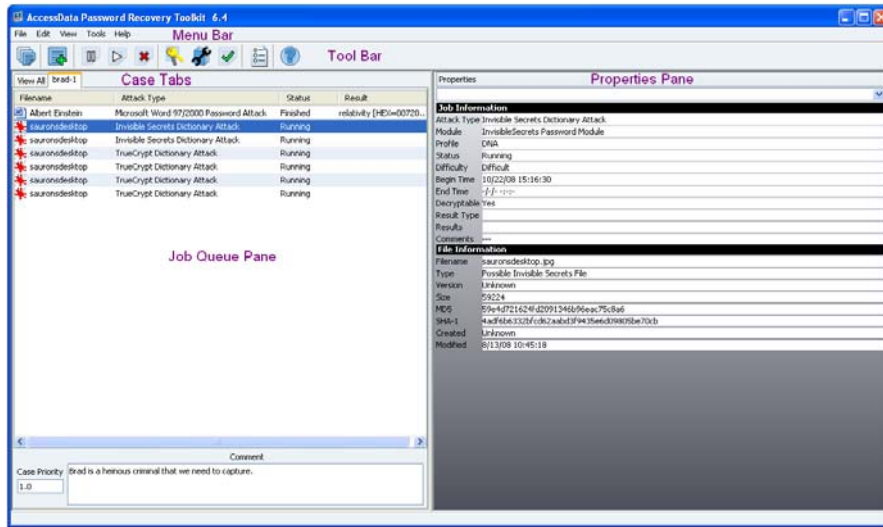 AccessData Password Recovery Toolkit 6.4
File Edit View Tools Help
Menu Bar
Tool Bar
View All brad-1
Case Tabs
Filename Attack Type Status Result
Albert Einstein Microsoft Word 97/2000 Password Attack Finished relativity [HEX=00720...
sauronsdesktop Invisible Secrets Dictionary Attack Running
sauronsdesktop Invisible Secrets Dictionary Attack Running
sauronsdesktop TrueCrypt Dictionary Attack Running
sauronsdesktop TrueCrypt Dictionary Attack Running
sauronsdesktop TrueCrypt Dictionary Attack Running
sauronsdesktop TrueCrypt Dictionary Attack Running
Job Queue Pane
Comment
Case Priority
1.0
Brad is a heinous criminal that we need to capture.
Properties
Properties Pane
Job Information
Attack Type Invisible Secrets Dictionary Attack
Module InvisibleSecrets Password Module
Profile DNA
Status Running
Difficulty Difficult
Begin Time 10/22/08 15:16:30
End Time -/-/- --:--:-
Decryptable Yes
Result Type
Results
Comments ---
File Information
Filename sauronsdesktop.jpg
Type Possible Invisible Secrets File
Version Unknown
Size 59224
MD5
SHA-1
Created Unknown
Modified 8/13/08 10:45:18